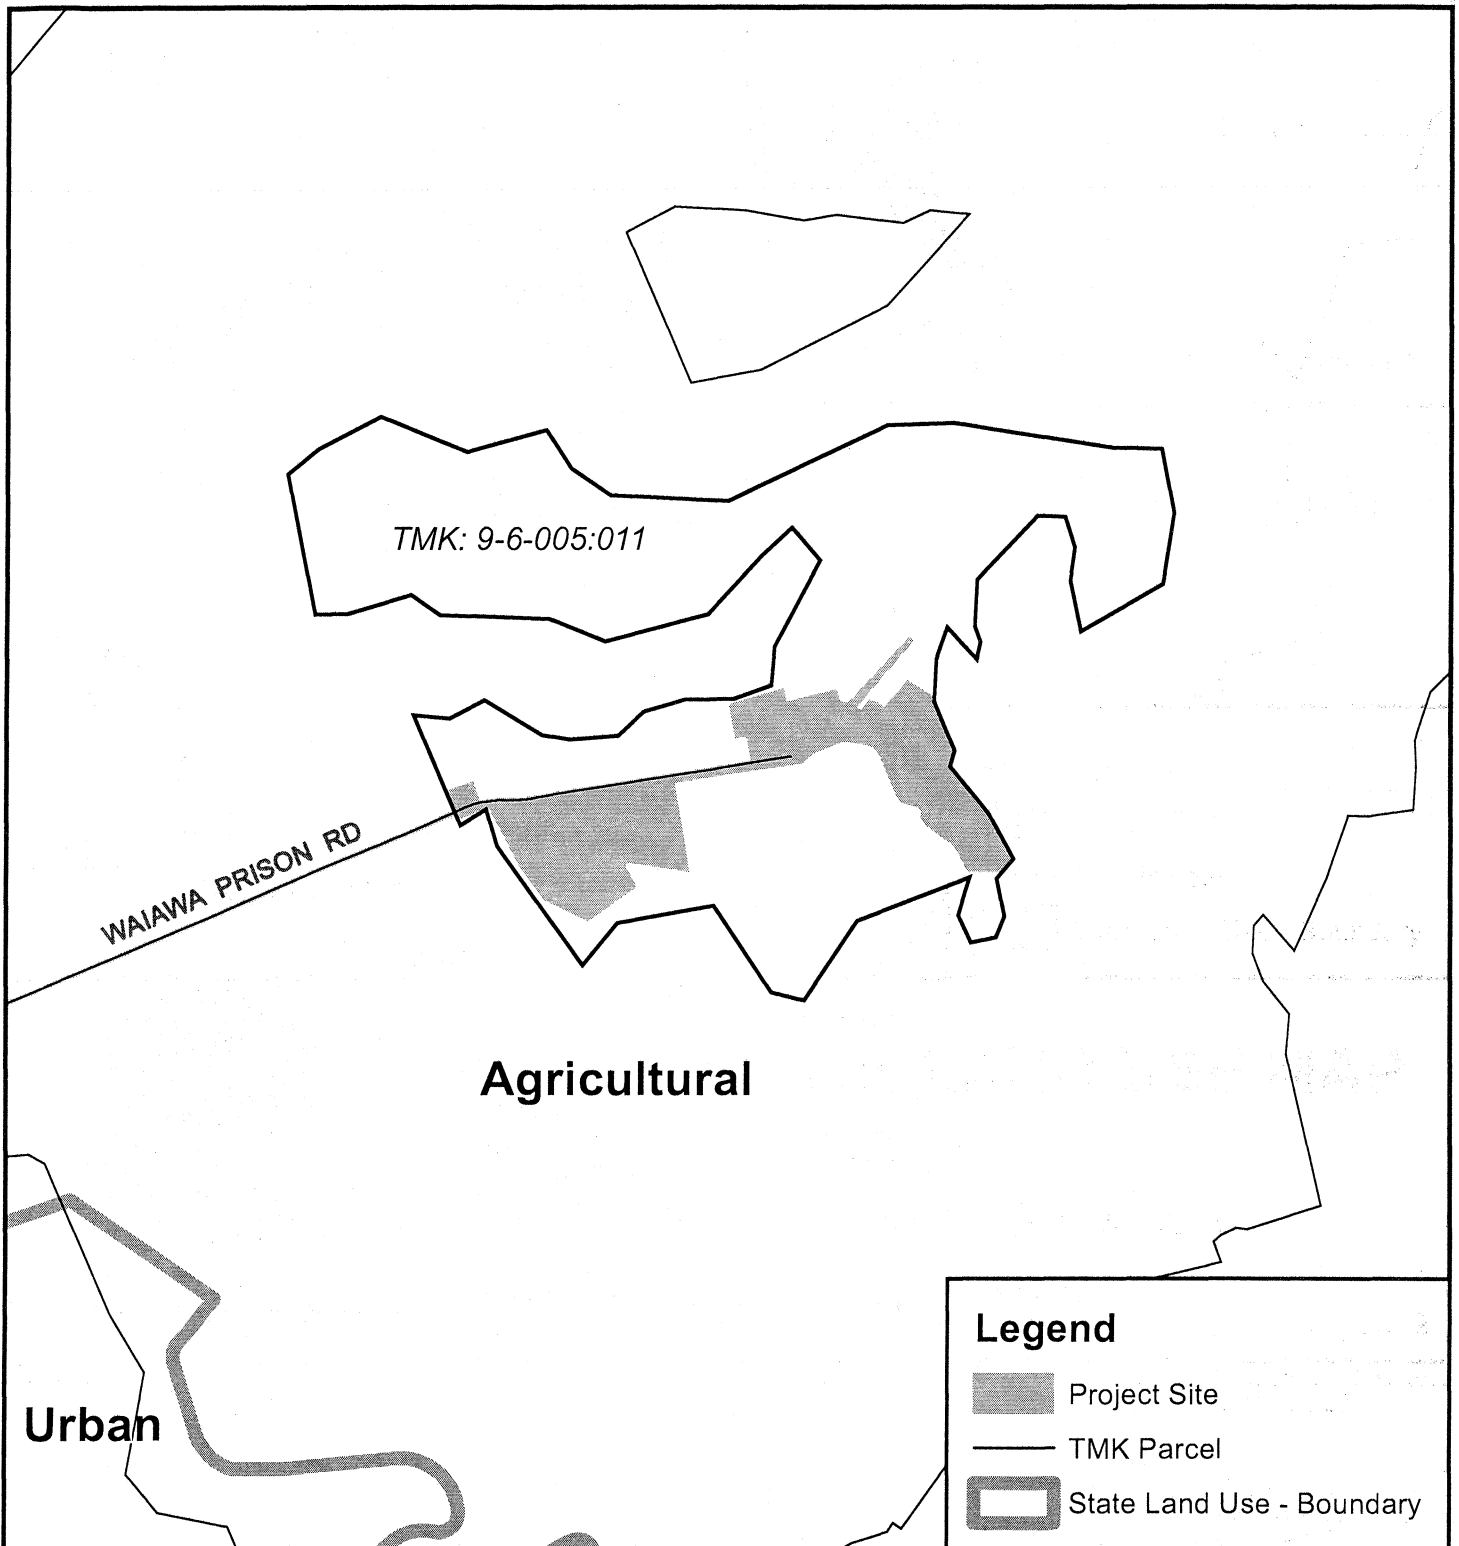 TMK: 9-6-005:011
WAIAWA PRISON RD
Agricultural
Urban
Legend
Project Site
TMK Parcel
State Land Use - Boundary